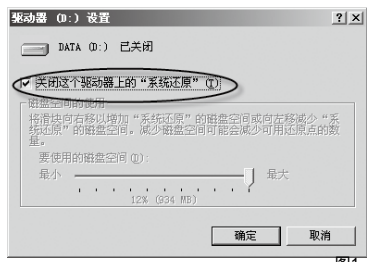 驱动器 (D:) 设置
DATA (D:) 已关闭
关闭这个驱动器上的“系统还原” (T)
磁盘空间的使用
将滑块向右移以增加“系统还原”的磁盘空间或向左移减少“系
统还原”的磁盘空间。减少磁盘空间可能会减少可用还原点的数
量。
要使用的磁盘空间(D):
最小 最大
12% (934 MB)
确定 取消
图1